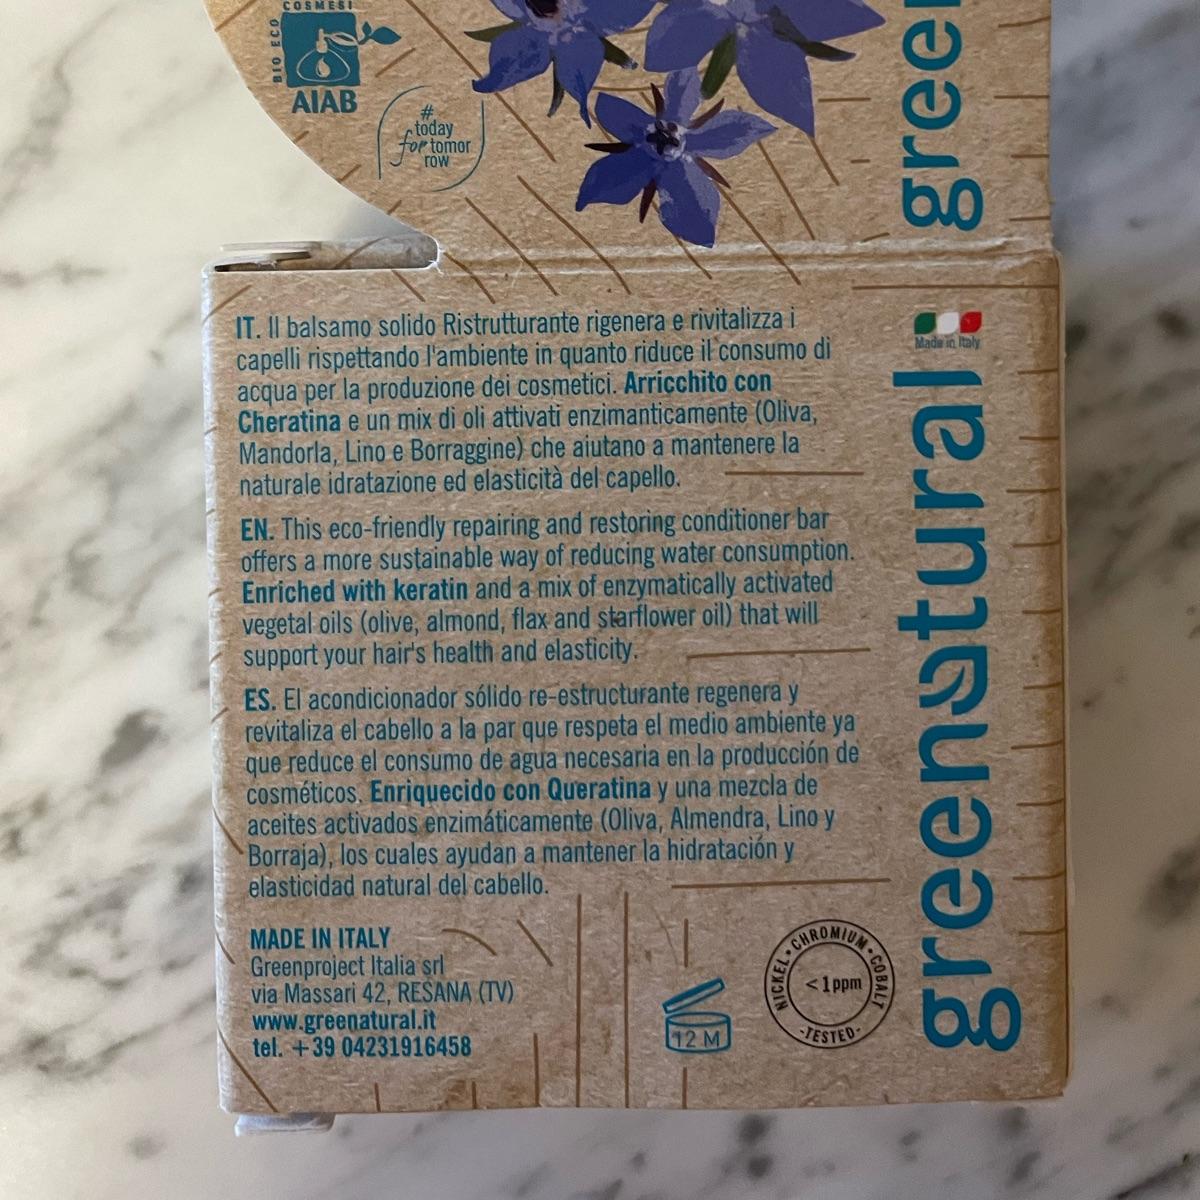 COSMESI
BIO ECO
AIAB
#
today
for tomor
row
green
IT. Il balsamo solido Ristrutturante rigenera e rivitalizza i
capelli rispettando l'ambiente in quanto riduce il consumo di
acqua per la produzione dei cosmetici. Arricchito con
Cheratina e un mix di oli attivati enzimanticamente (Oliva,
Mandorla, Lino e Borraggine) che aiutano a mantenere la
naturale idratazione ed elasticità del capello.
EN. This eco-friendly repairing and restoring conditioner bar
offers a more sustainable way of reducing water consumption.
Enriched with keratin and a mix of enzymatically activated
vegetal oils (olive, almond, flax and starflower oil) that will
support your hair's health and elasticity.
ES. El acondicionador sólido re-estructurante regenera y
revitaliza el cabello a la par que respeta el medio ambiente ya
que reduce el consumo de agua necesaria en la producción de
cosméticos. Enriquecido con Queratina y una mezcla de
aceites activados enzimáticamente (Oliva, Almendra, Lino y
Borraja), los cuales ayudan a mantener la hidratación y
elasticidad natural del cabello.
MADE IN ITALY
Greenproject Italia srl
via Massari 42, RESANA (TV)
www.greenatural.it
tel. +39 04231916458
12 M
NICKEL • CHROMIUM • COBALT
<1ppm
-TESTED-
Made in Italy
greenatural